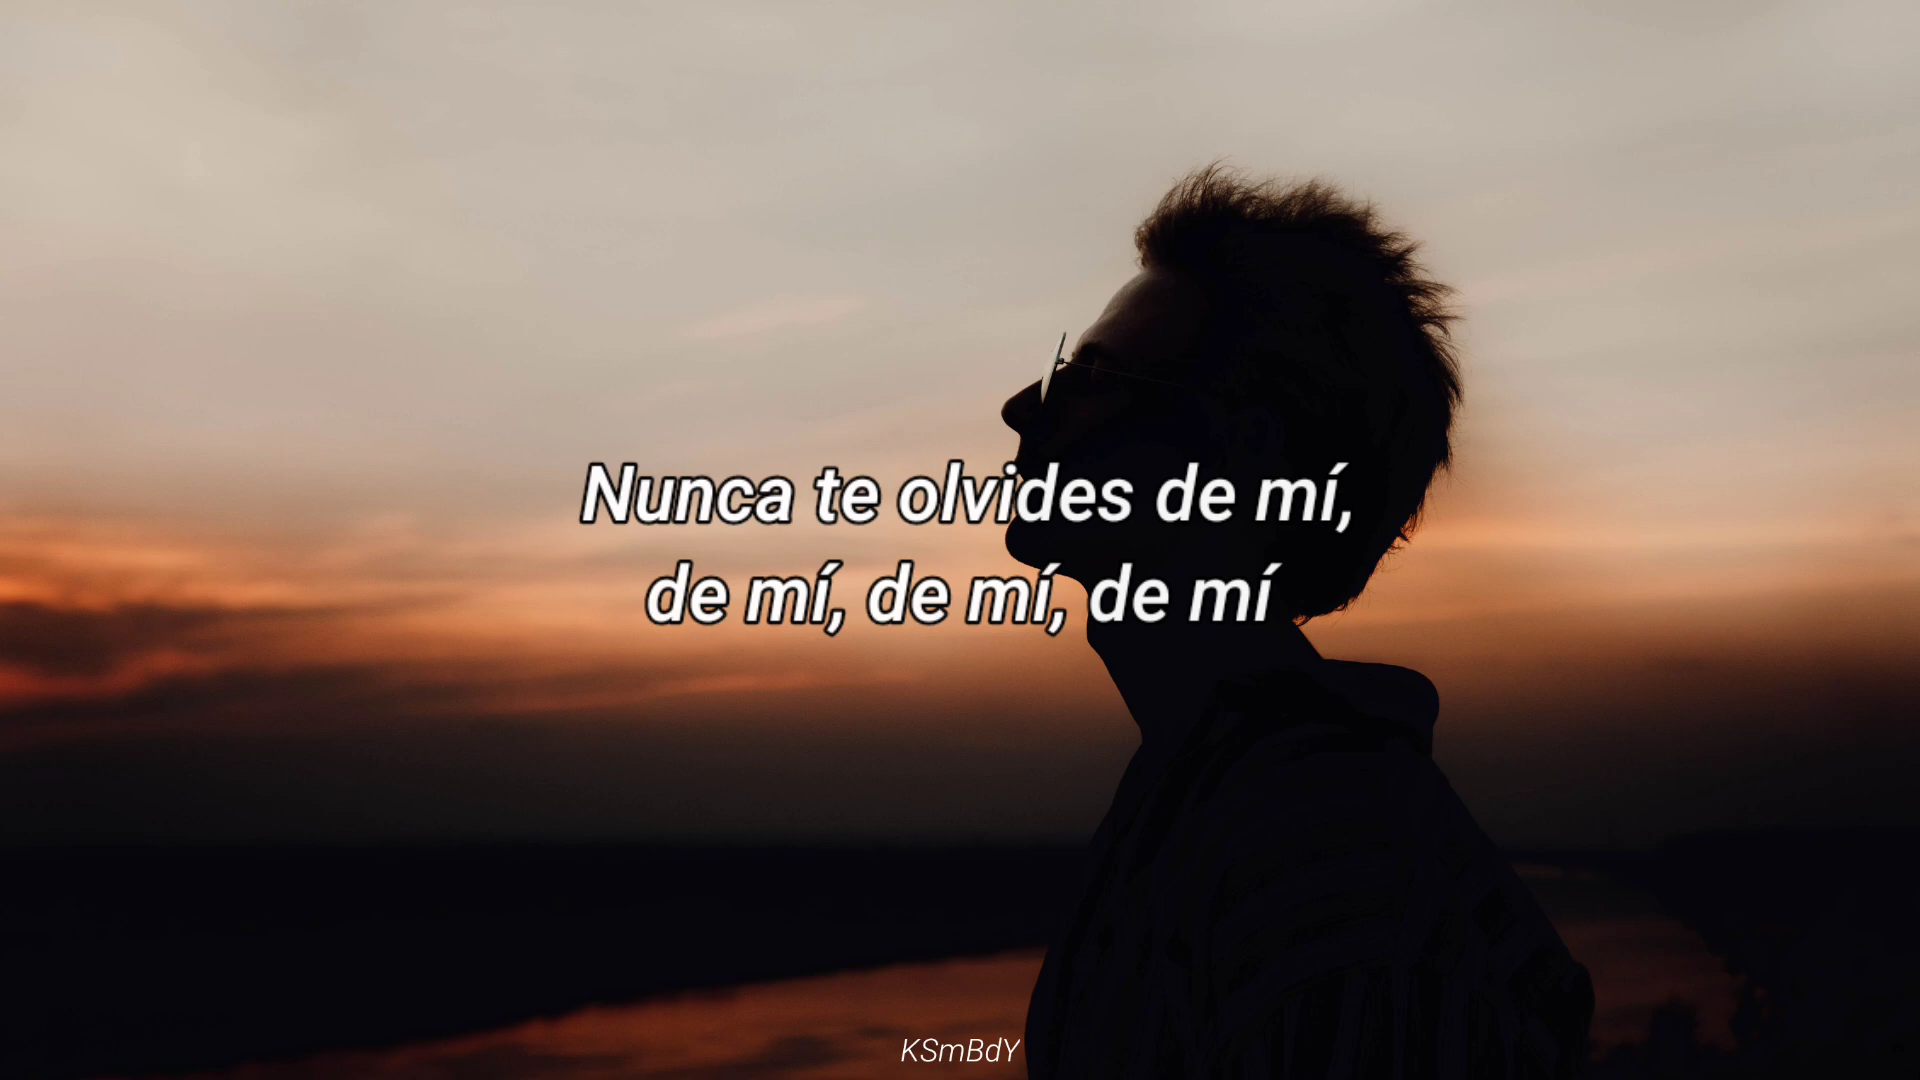 Nunca te olvides de mí,
de mí, de mí, de mí
KSmBdY